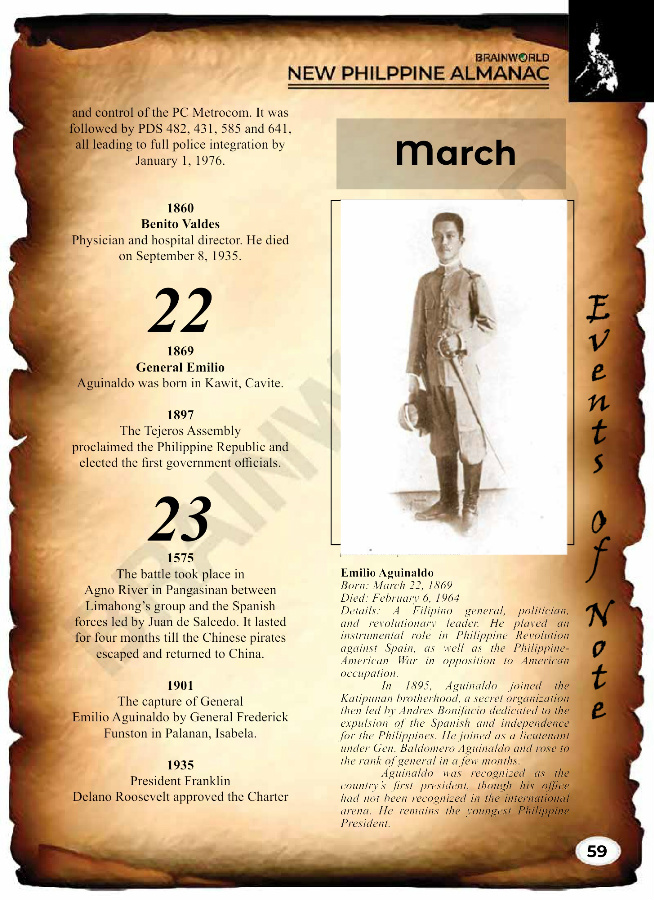 BRAINWORLD
NEW PHILPPINE ALMANAC
and control of the PC Metrocom. It was
followed by PDS 482, 431, 585 and 641,
all leading to full police integration by
January 1, 1976.
1860
Benito Valdes
Physician and hospital director. He died
on September 8, 1935.
22
1869
General Emilio
Aguinaldo was born in Kawit, Cavite.
1897
The Tejeros Assembly
proclaimed the Philippine Republic and
elected the first government officials.
23
1575
The battle took place in
Agno River in Pangasinan between
Limahong's group and the Spanish
forces led by Juan de Salcedo. It lasted
for four months till the Chinese pirates
escaped and returned to China.
1901
The capture of General
Emilio Aguinaldo by General Frederick
Funston in Palanan, Isabela.
1935
President Franklin
Delano Roosevelt approved the Charter
March
Emilio Aguinaldo
Born: March 22, 1869
Died: February 6, 1964
Details: A Filipino general, politician,
and revolutionary leader. He played an
instrumental role in Philippine Revolution
against Spain, as well as the Philippine-
American War in opposition to American
occupation.
In 1895, Aguinaldo joined the
Katipunan brotherhood, a secret organization
then led by Andres Bonifacio dedicated to the
expulsion of the Spanish and independence
for the Philippines. He joined as a lieutenant
under Gen. Baldomero Aguinaldo and rose to
the rank of general in a few months.
Aguinaldo was recognized as the
country's first president, though his office
had not been recognized in the international
arena. He remains the youngest Philippine
President.
Events of Note
59
BRAINWORLD